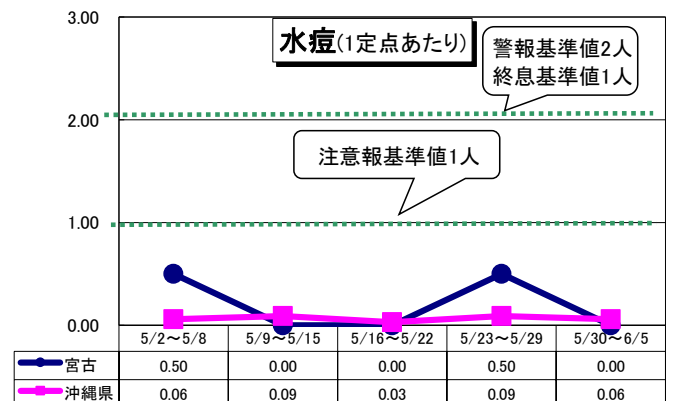 3.00
水痘(1定点あたり)
警報基準値2人
終息基準値1人
2.00
注意報基準値1人
1.00
0.00
5/2～5/8 5/9～5/15 5/16～5/22 5/23～5/29 5/30～6/5
宮古 0.50 0.00 0.00 0.50 0.00
沖縄県 0.06 0.09 0.03 0.09 0.06